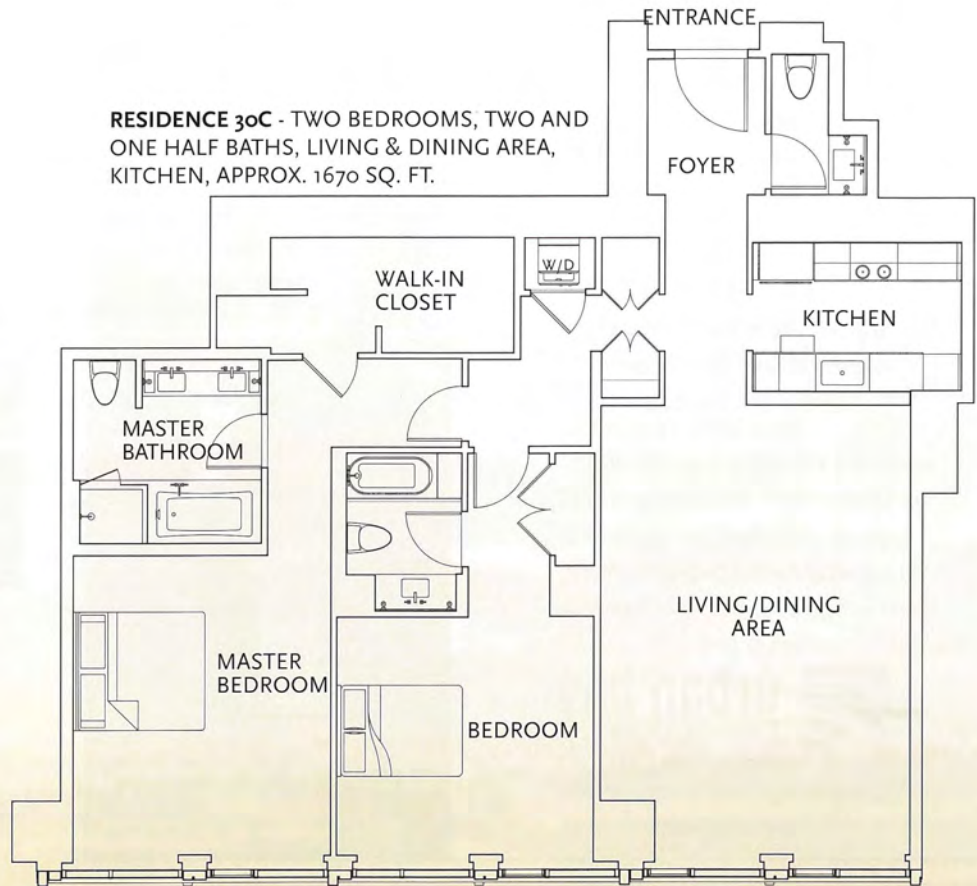 ENTRANCE
RESIDENCE 30C - TWO BEDROOMS, TWO AND
ONE HALF BATHS, LIVING & DINING AREA,
KITCHEN, APPROX. 1670 SQ. FT.
FOYER
W/D
WALK-IN
CLOSET
KITCHEN
MASTER
BATHROOM
LIVING/DINING
AREA
MASTER
BEDROOM
BEDROOM